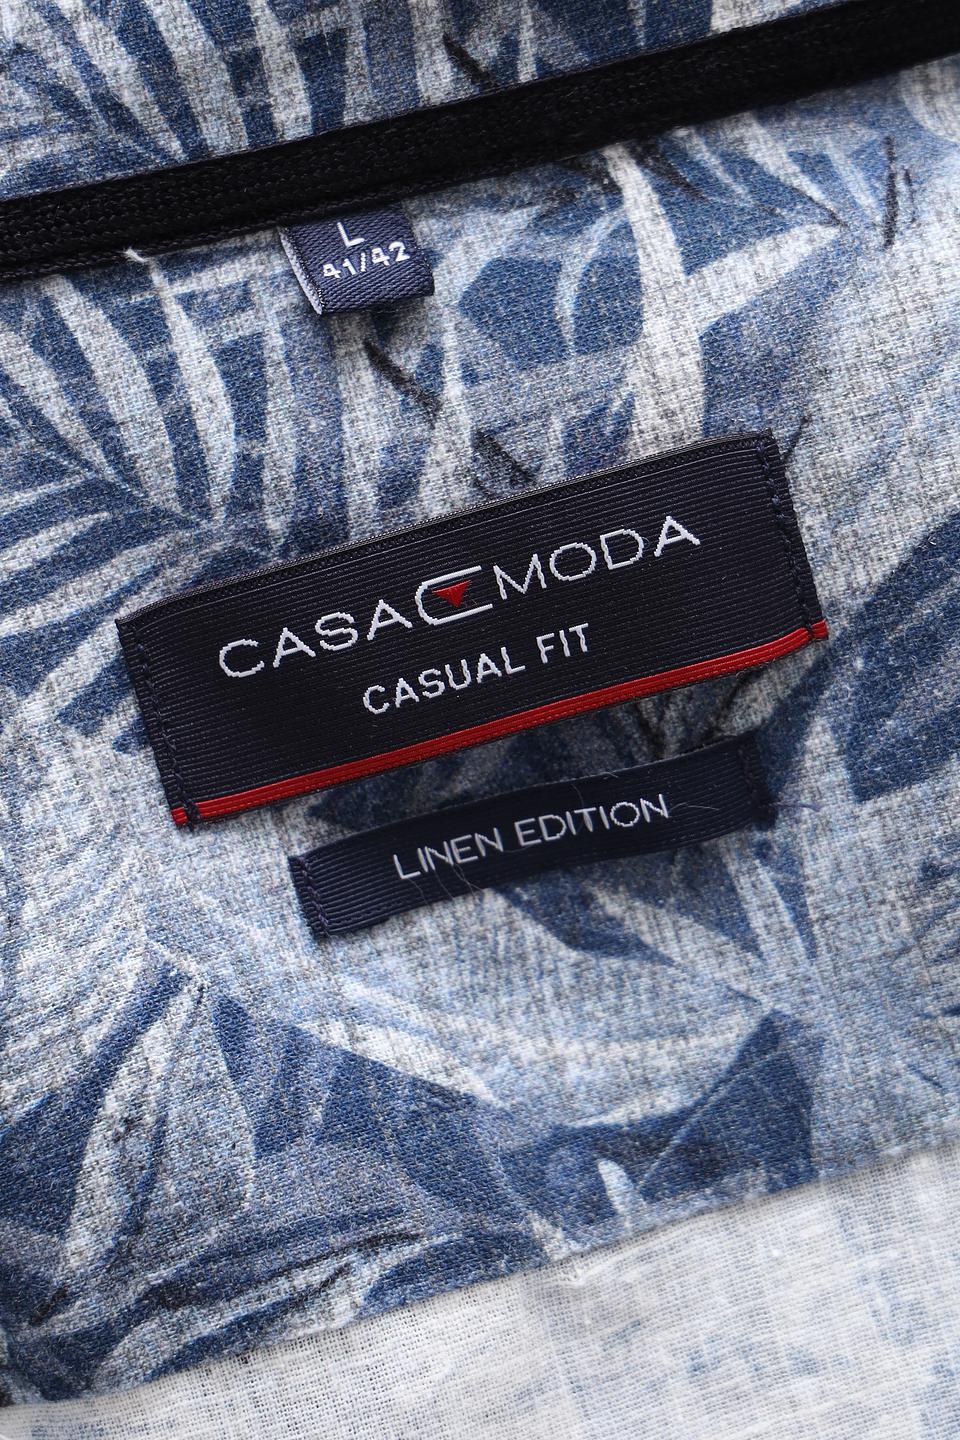 L
41/42
CASA MODA
CASUAL FIT
LINEN EDITION